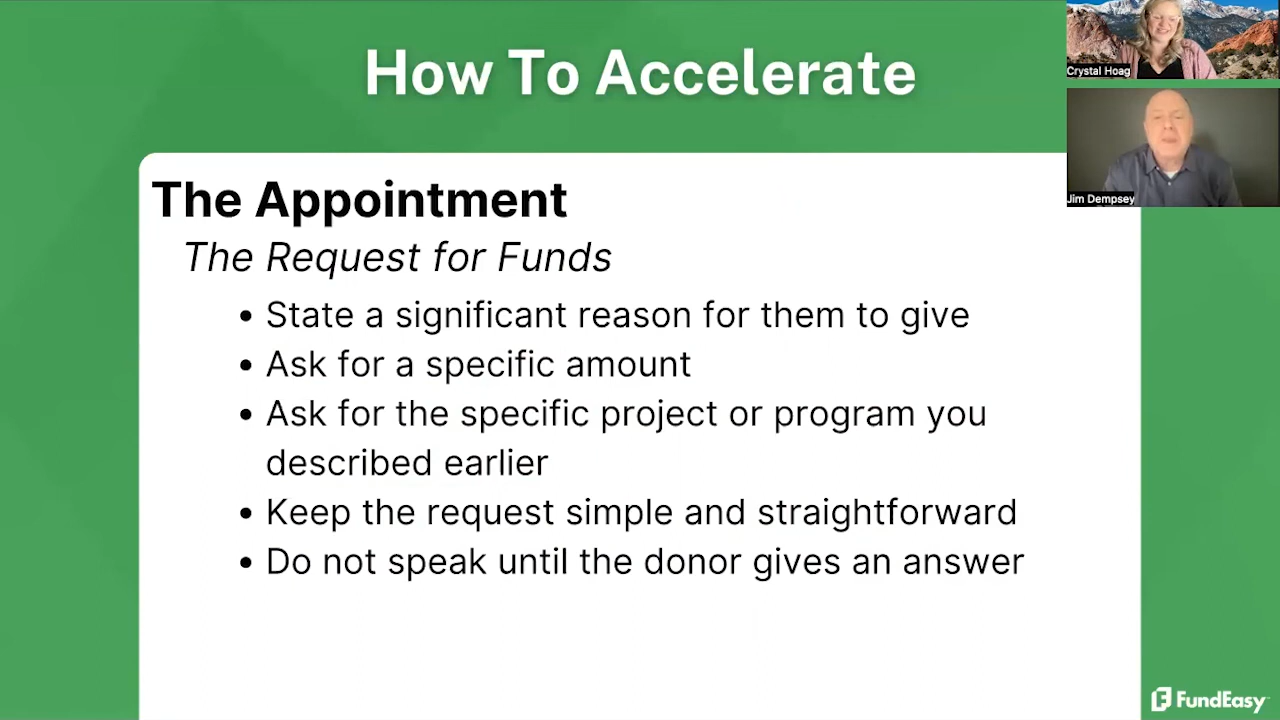 How To Accelerate
Crystal Hoag
Jim Dempsey
The Appointment
The Request for Funds
• State a significant reason for them to give
• Ask for a specific amount
• Ask for the specific project or program you
described earlier
• Keep the request simple and straightforward
• Do not speak until the donor gives an answer
FundEasy